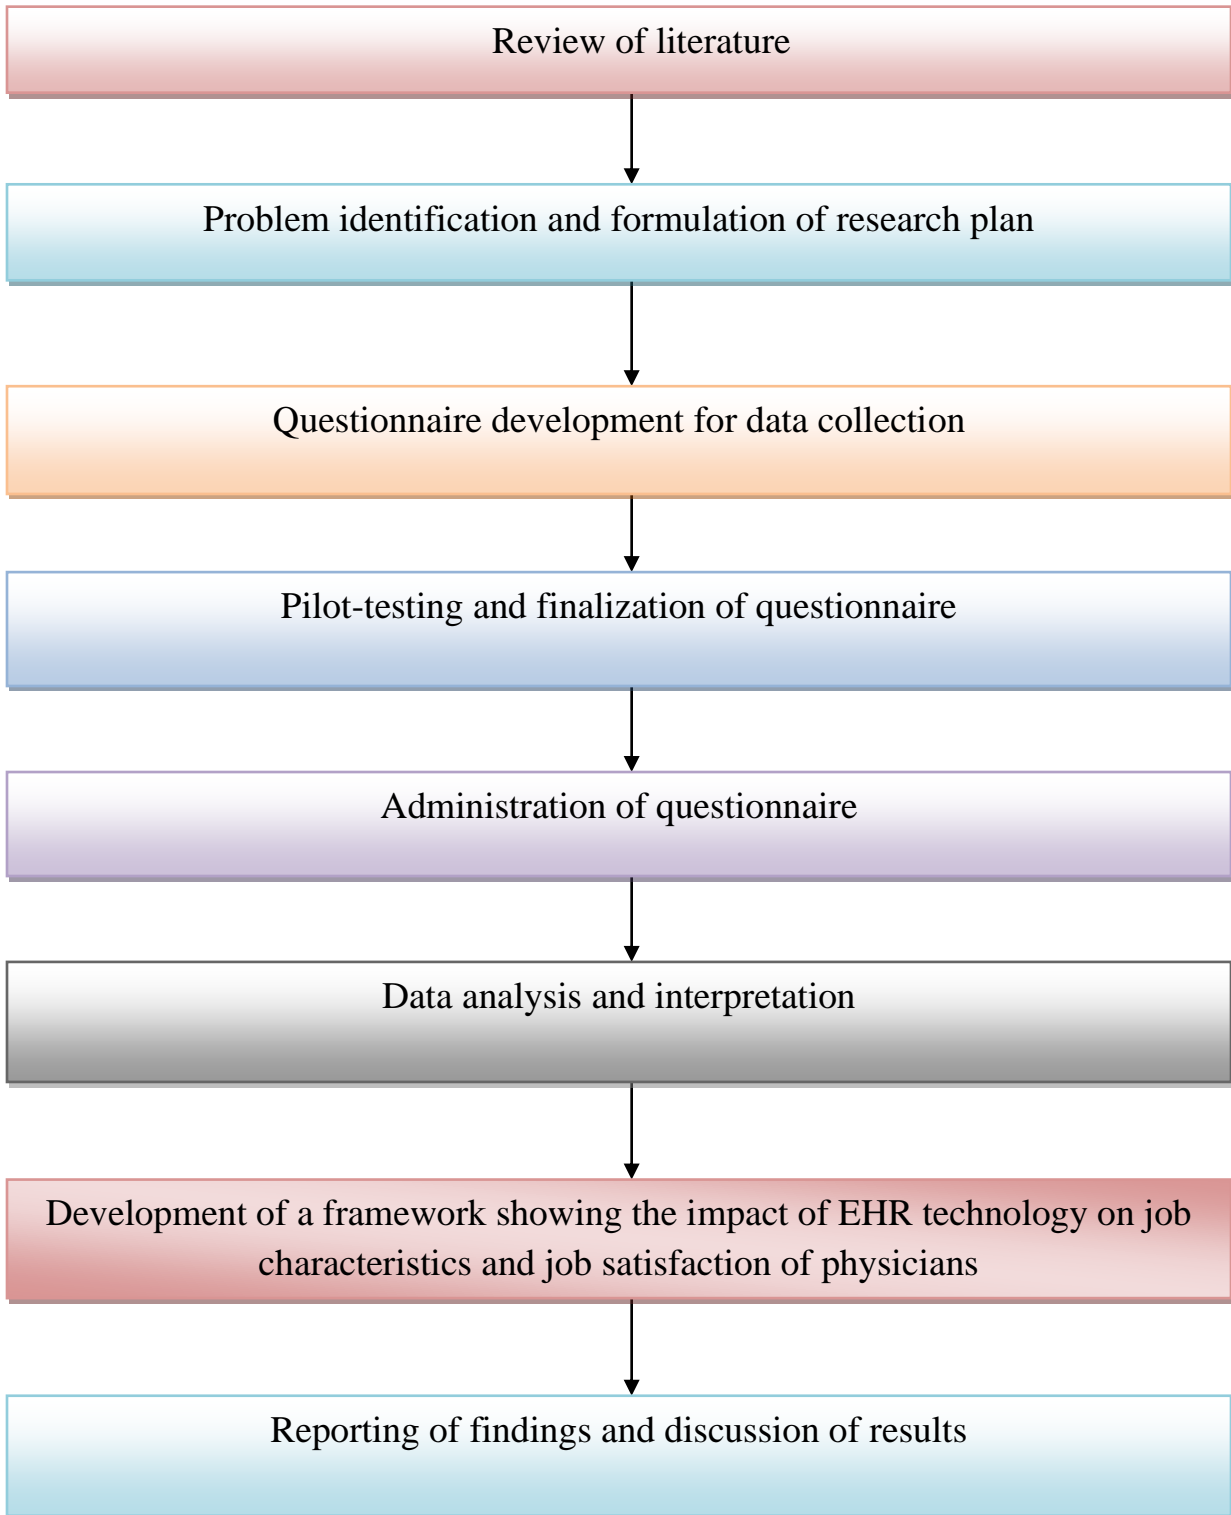 Review of literature
Problem identification and formulation of research plan
Questionnaire development for data collection
Pilot-testing and finalization of questionnaire
Administration of questionnaire
Data analysis and interpretation
Development of a framework showing the impact of EHR technology on job
characteristics and job satisfaction of physicians
Reporting of findings and discussion of results